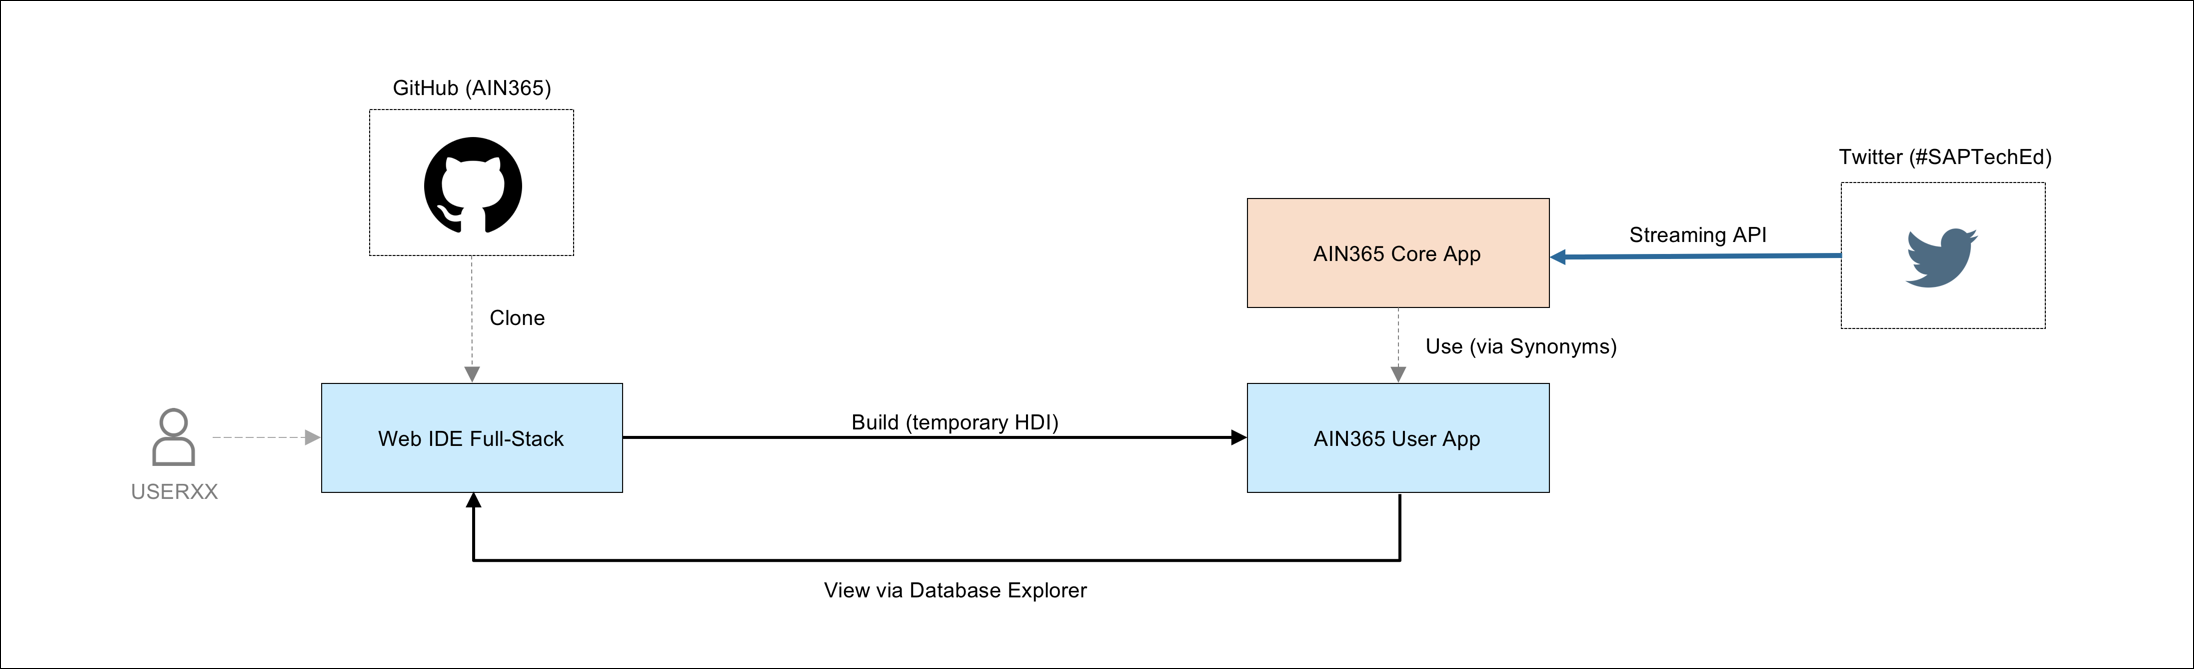 GitHub (AIN365)
Twitter (#SAPTechEd)
Streaming API
AIN365 Core App
Clone
Use (via Synonyms)
Build (temporary HDI)
Web IDE Full-Stack
AIN365 User App
USERXX
View via Database Explorer